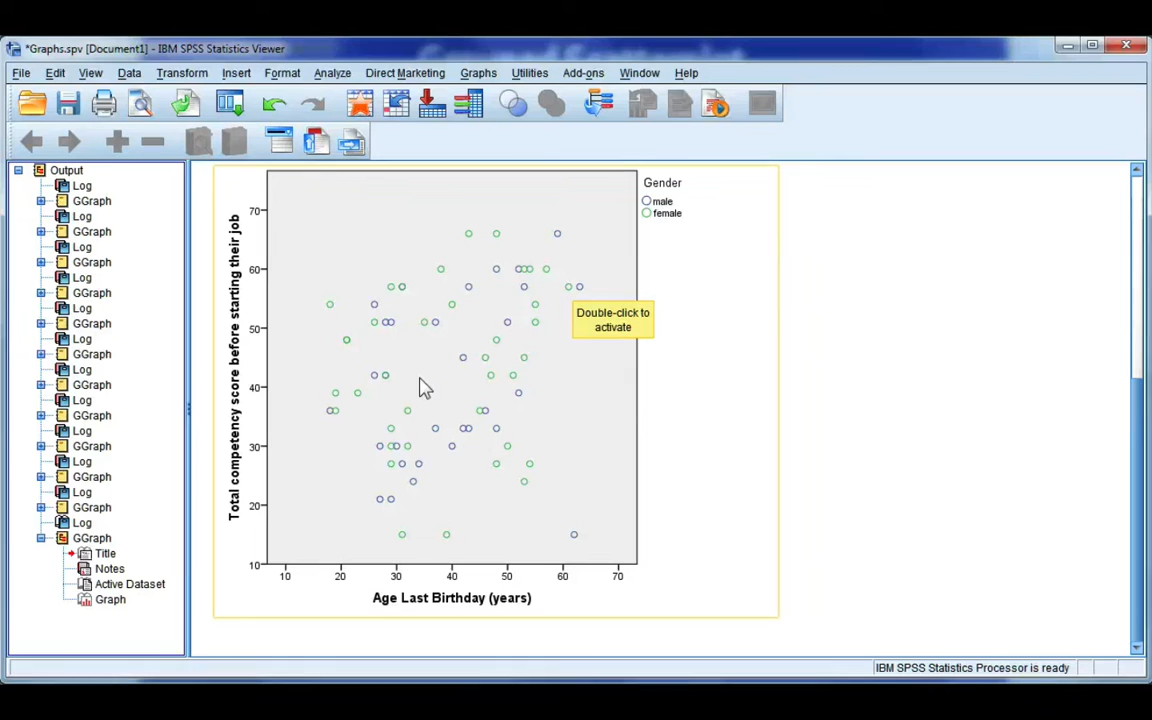 *Graphs.spv [Document1] - IBM SPSS Statistics Viewer
File Edit View Data Transform Insert Format Analyze Direct Marketing Graphs Utilities Add-ons Window Help
Output
Log
GGraph
Log
GGraph
Log
GGraph
Log
GGraph
Log
GGraph
Log
GGraph
Log
GGraph
Log
GGraph
Log
GGraph
Log
GGraph
Log
GGraph
Log
GGraph
Title
Notes
Active Dataset
Graph
Total competency score before starting their job
70
60
50
40
30
20
10
10 20 30 40 50 60 70
Age Last Birthday (years)
Gender
male
female
Double-click to
activate
IBM SPSS Statistics Processor is ready